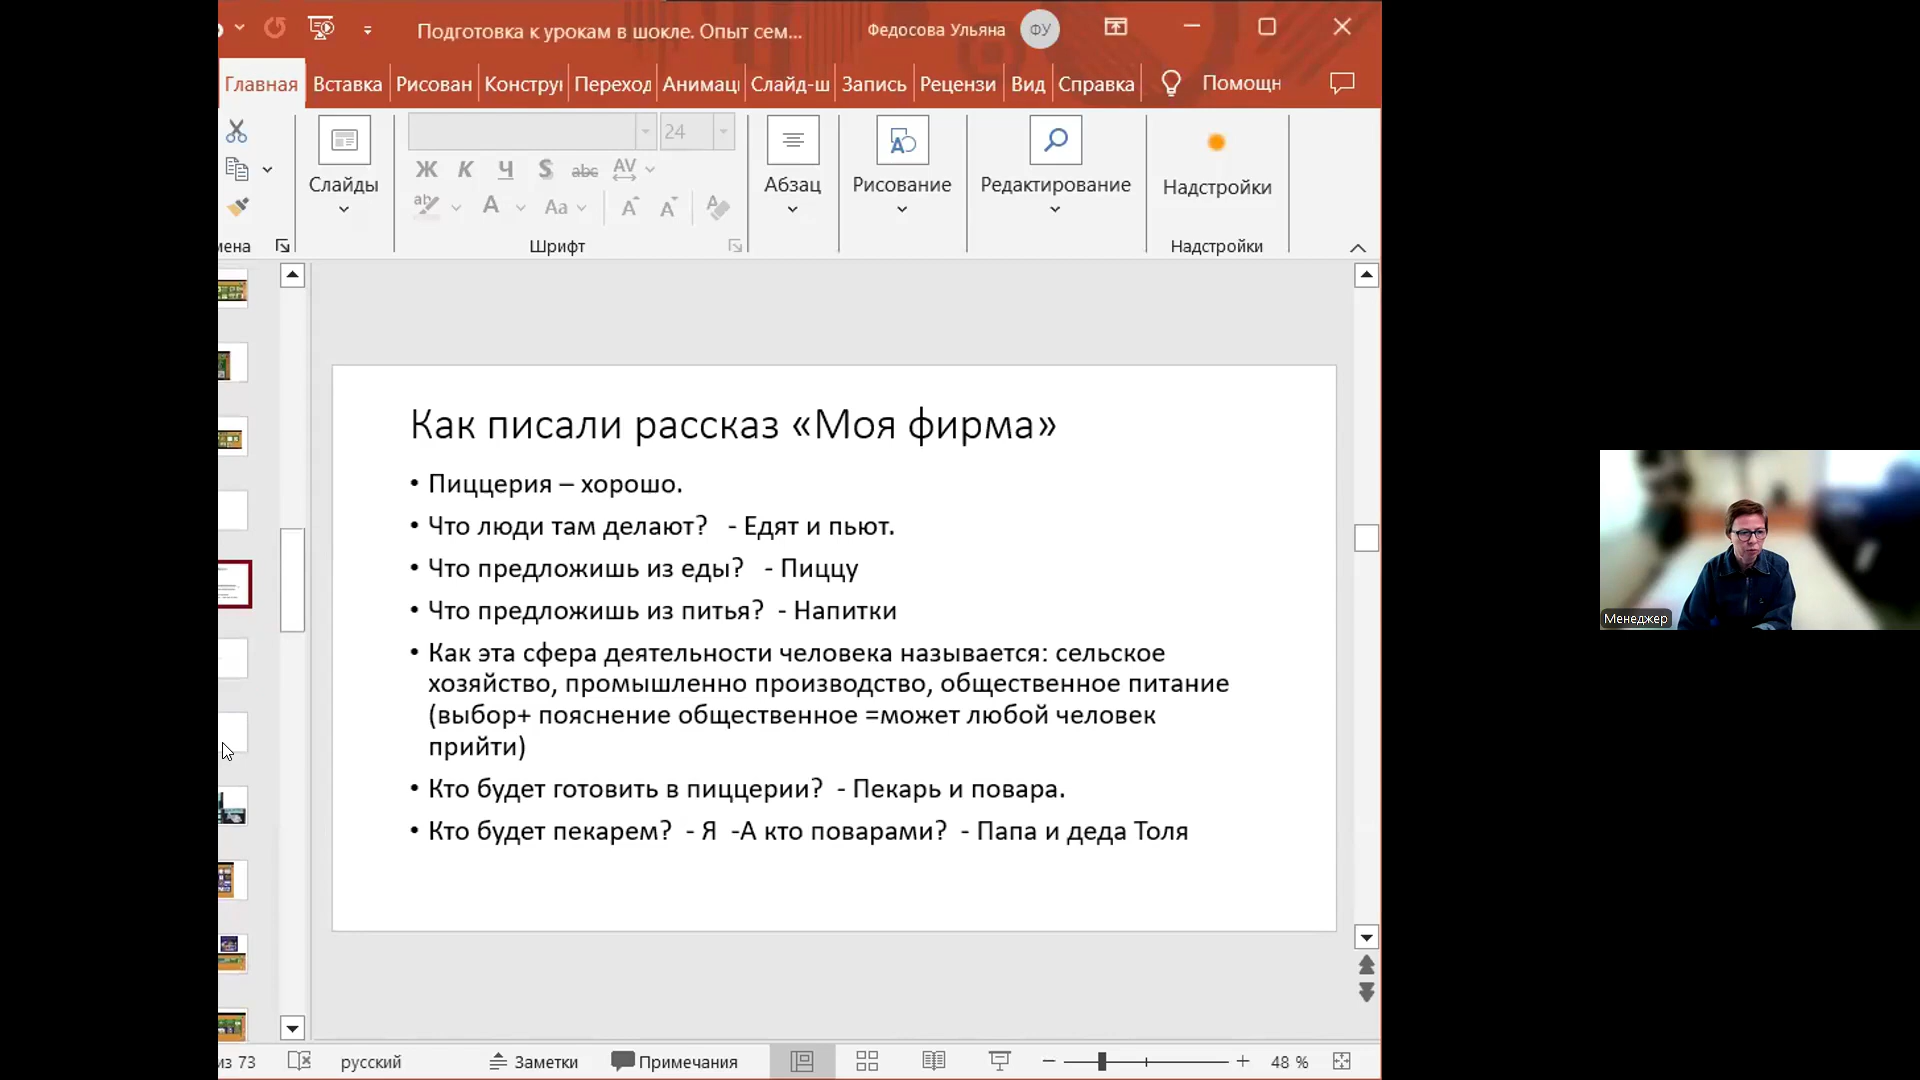 Подготовка к урокам в шокле. Опыт сем...
Федосова Ульяна
ФУ
Главная
Вставка
Рисован
Констру
Переход
Анимац
Слайд-ш
Запись
Рецензи
Вид
Справка
Помощн
24
Ж К Ч S abc AV
Слайды
Абзац
Рисование
Редактирование
Надстройки
ab A Aa A A A
мена
Шрифт
Надстройки
Как писали рассказ «Моя фирма»
• Пиццерия – хорошо.
• Что люди там делают? - Едят и пьют.
• Что предложишь из еды? - Пиццу
• Что предложишь из питья? - Напитки
• Как эта сфера деятельности человека называется: сельское
хозяйство, промышленно производство, общественное питание
(выбор+ пояснение общественное =может любой человек
прийти)
• Кто будет готовить в пиццерии? - Пекарь и повара.
• Кто будет пекарем? - Я -А кто поварами? - Папа и деда Толя
Менеджер
из 73
русский
Заметки
Примечания
48 %